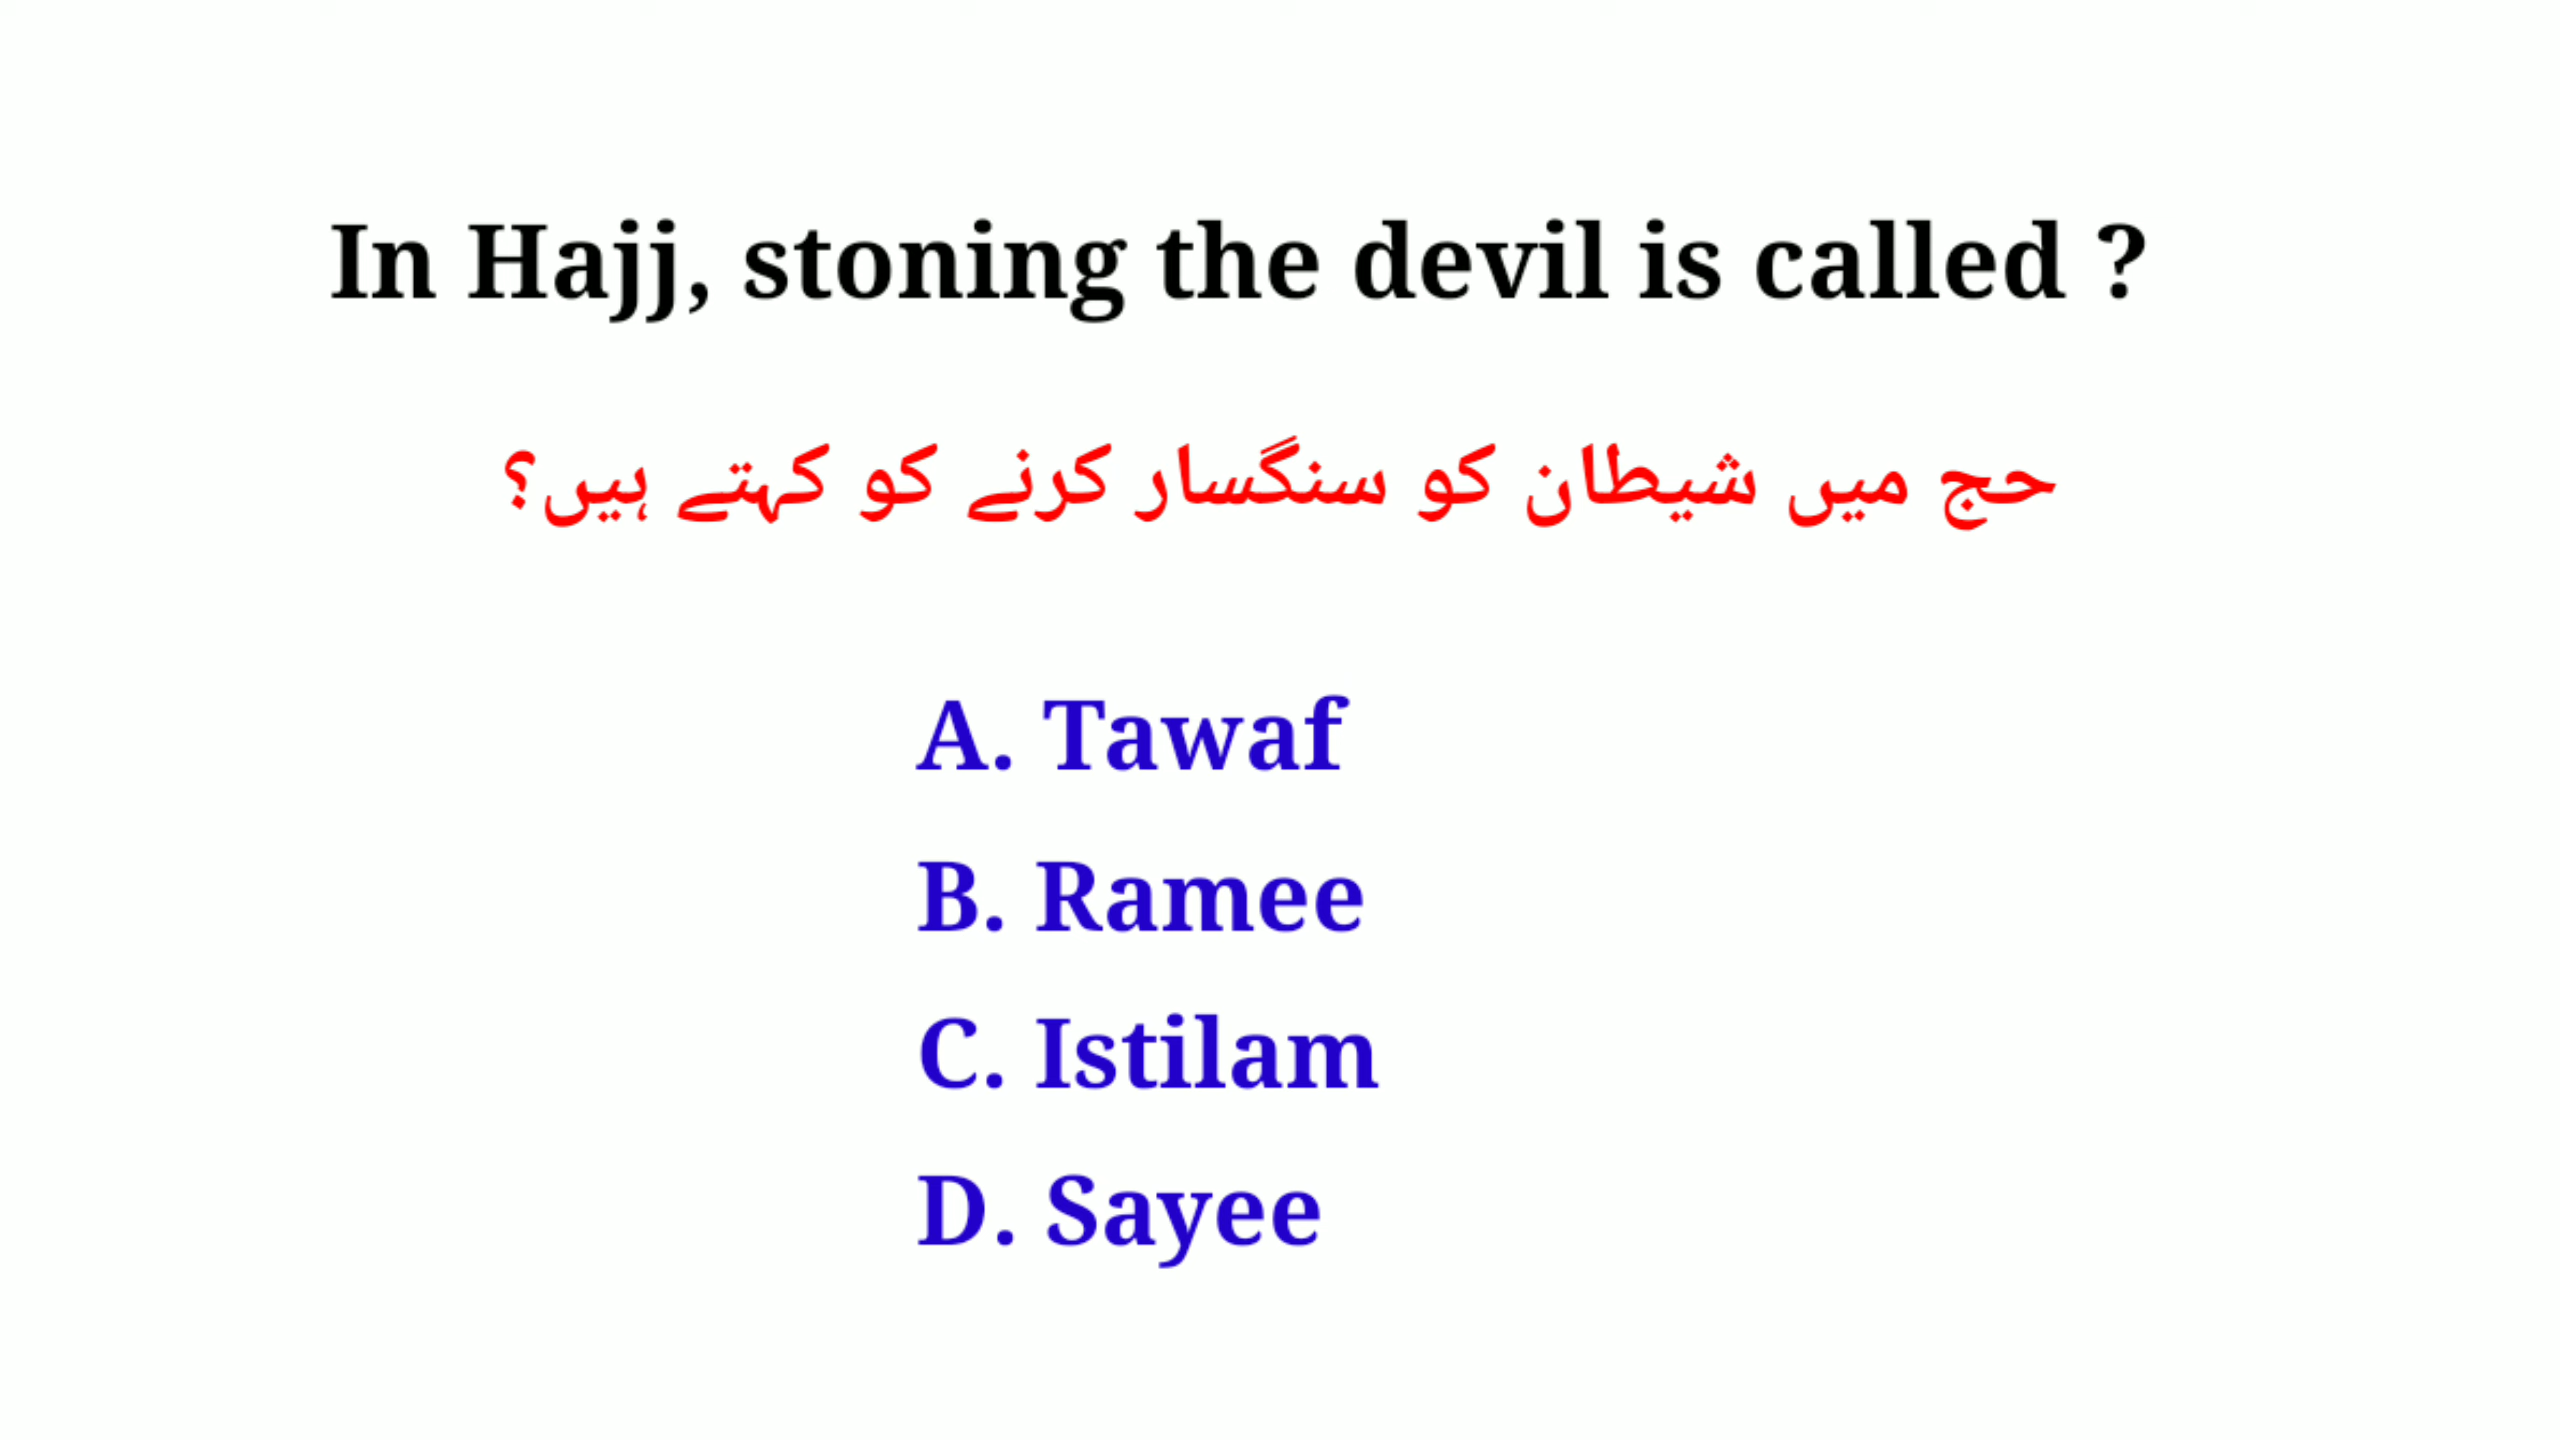 In Hajj, stoning the devil is called ?
حج میں شیطان کو سنگسار کرنے کو کہتے ہیں؟
A. Tawaf
B. Ramee
C. Istilam
D. Sayee